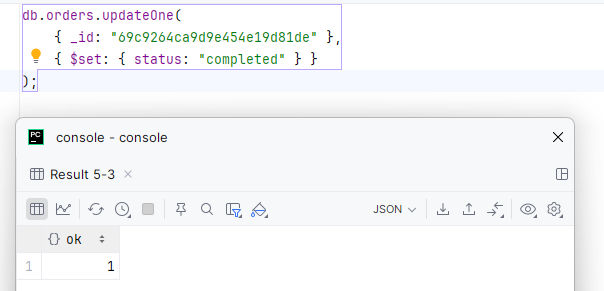 db.orders.updateOne(
{ _id: "69c9264ca9d9e454e19d81de" },
{ $set: { status: "completed" } }
);
PC
console - console
Result 5-3
JSON
{} ok
1 1